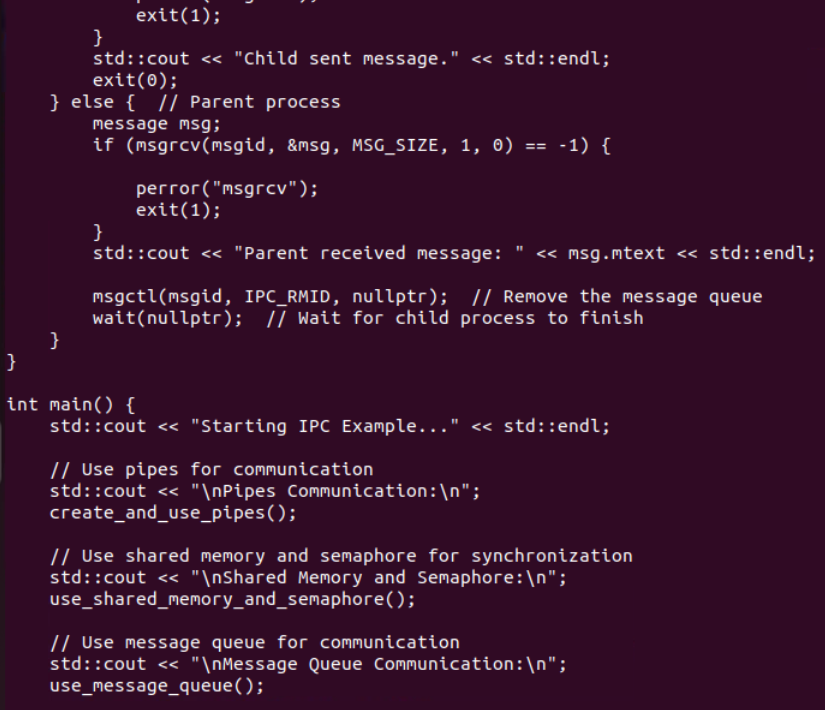 exit(1);
}
std::cout << "Child sent message." << std::endl;
exit(0);
} else {  // Parent process
message msg;
if (msgrcv(msgid, &msg, MSG_SIZE, 1, 0) == -1) {
perror("msgrcv");
exit(1);
}
std::cout << "Parent received message: " << msg.mtext << std::endl;
msgctl(msgid, IPC_RMID, nullptr);  // Remove the message queue
wait(nullptr);  // Wait for child process to finish
}
}
int main() {
std::cout << "Starting IPC Example..." << std::endl;
// Use pipes for communication
std::cout << "\nPipes Communication:\n";
create_and_use_pipes();
// Use shared memory and semaphore for synchronization
std::cout << "\nShared Memory and Semaphore:\n";
use_shared_memory_and_semaphore();
// Use message queue for communication
std::cout << "\nMessage Queue Communication:\n";
use_message_queue();